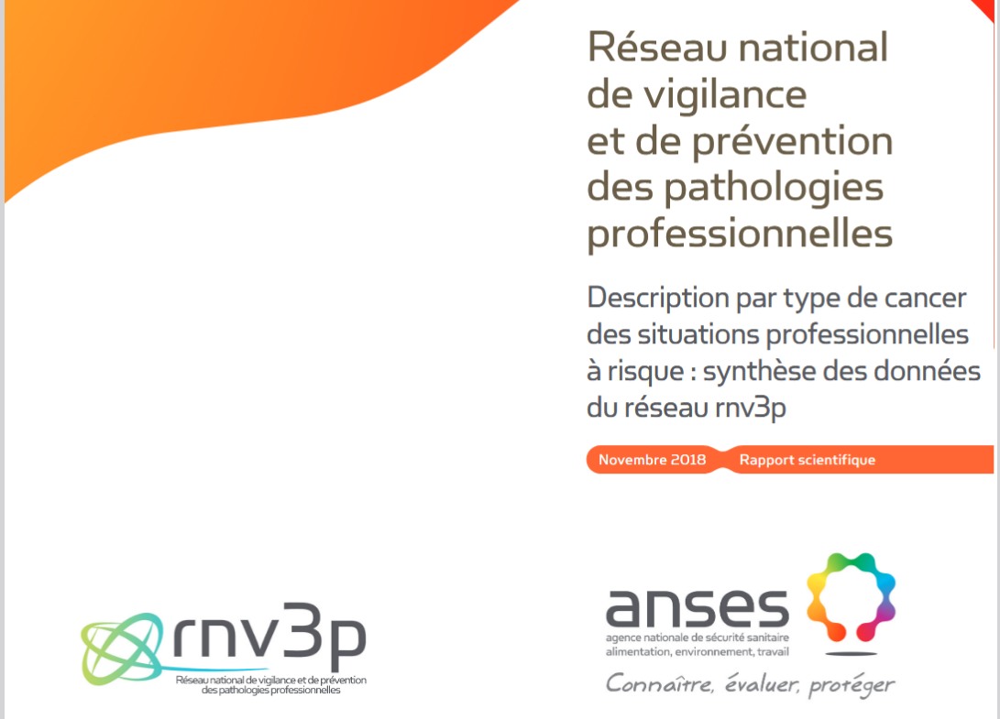 Réseau national
de vigilance
et de prévention
des pathologies
professionnelles
Description par type de cancer
des situations professionnelles
à risque : synthèse des données
du réseau rnv3p
Novembre 2018 Rapport scientifique
rnv3p
Réseau national de vigilance et de prévention
des pathologies professionnelles
anses
agence nationale de sécurité sanitaire
alimentation, environnement, travail
Connaître, évaluer, protéger